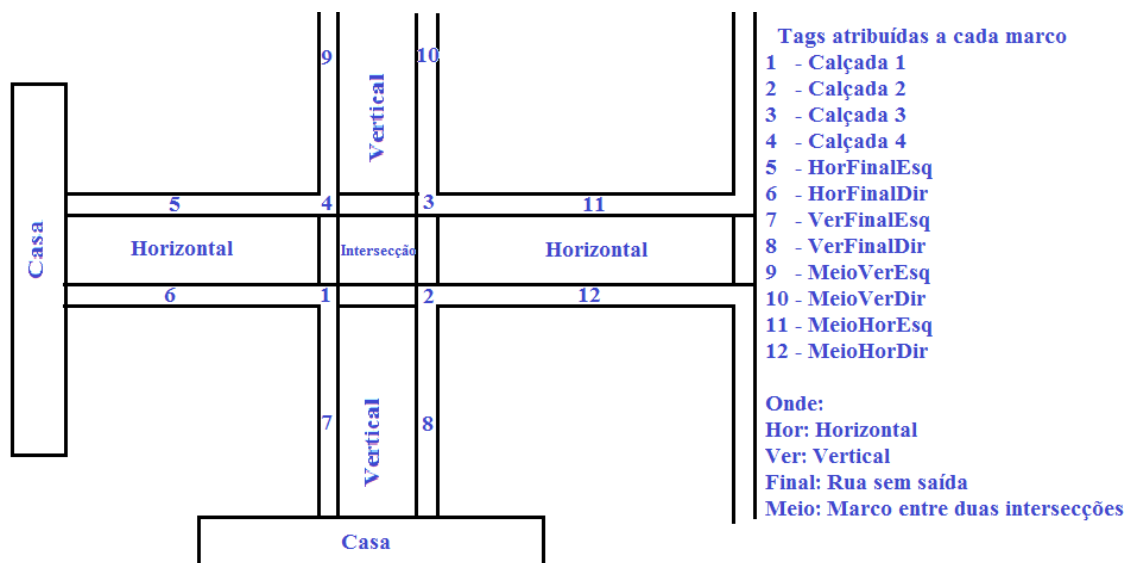 9
10
Vertical
Casa
5
4
3
11
Horizontal
Intersecção
Horizontal
6
1
2
12
7
Vertical
8
Casa
Tags atribuídas a cada marco
1 - Calçada 1
2 - Calçada 2
3 - Calçada 3
4 - Calçada 4
5 - HorFinalEsq
6 - HorFinalDir
7 - VerFinalEsq
8 - VerFinalDir
9 - MeioVerEsq
10 - MeioVerDir
11 - MeioHorEsq
12 - MeioHorDir
Onde:
Hor: Horizontal
Ver: Vertical
Final: Rua sem saída
Meio: Marco entre duas intersecções